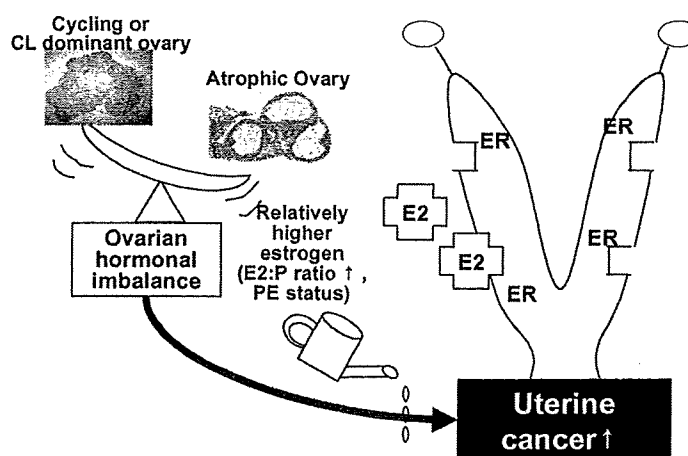 Cycling or
CL dominant ovary
Atrophic Ovary
Ovarian
hormonal
imbalance
Relatively
higher
estrogen
(E2:P ratio ↑ ,
PE status)
ER
ER
E2
E2
ER
ER
Uterine
cancer↑